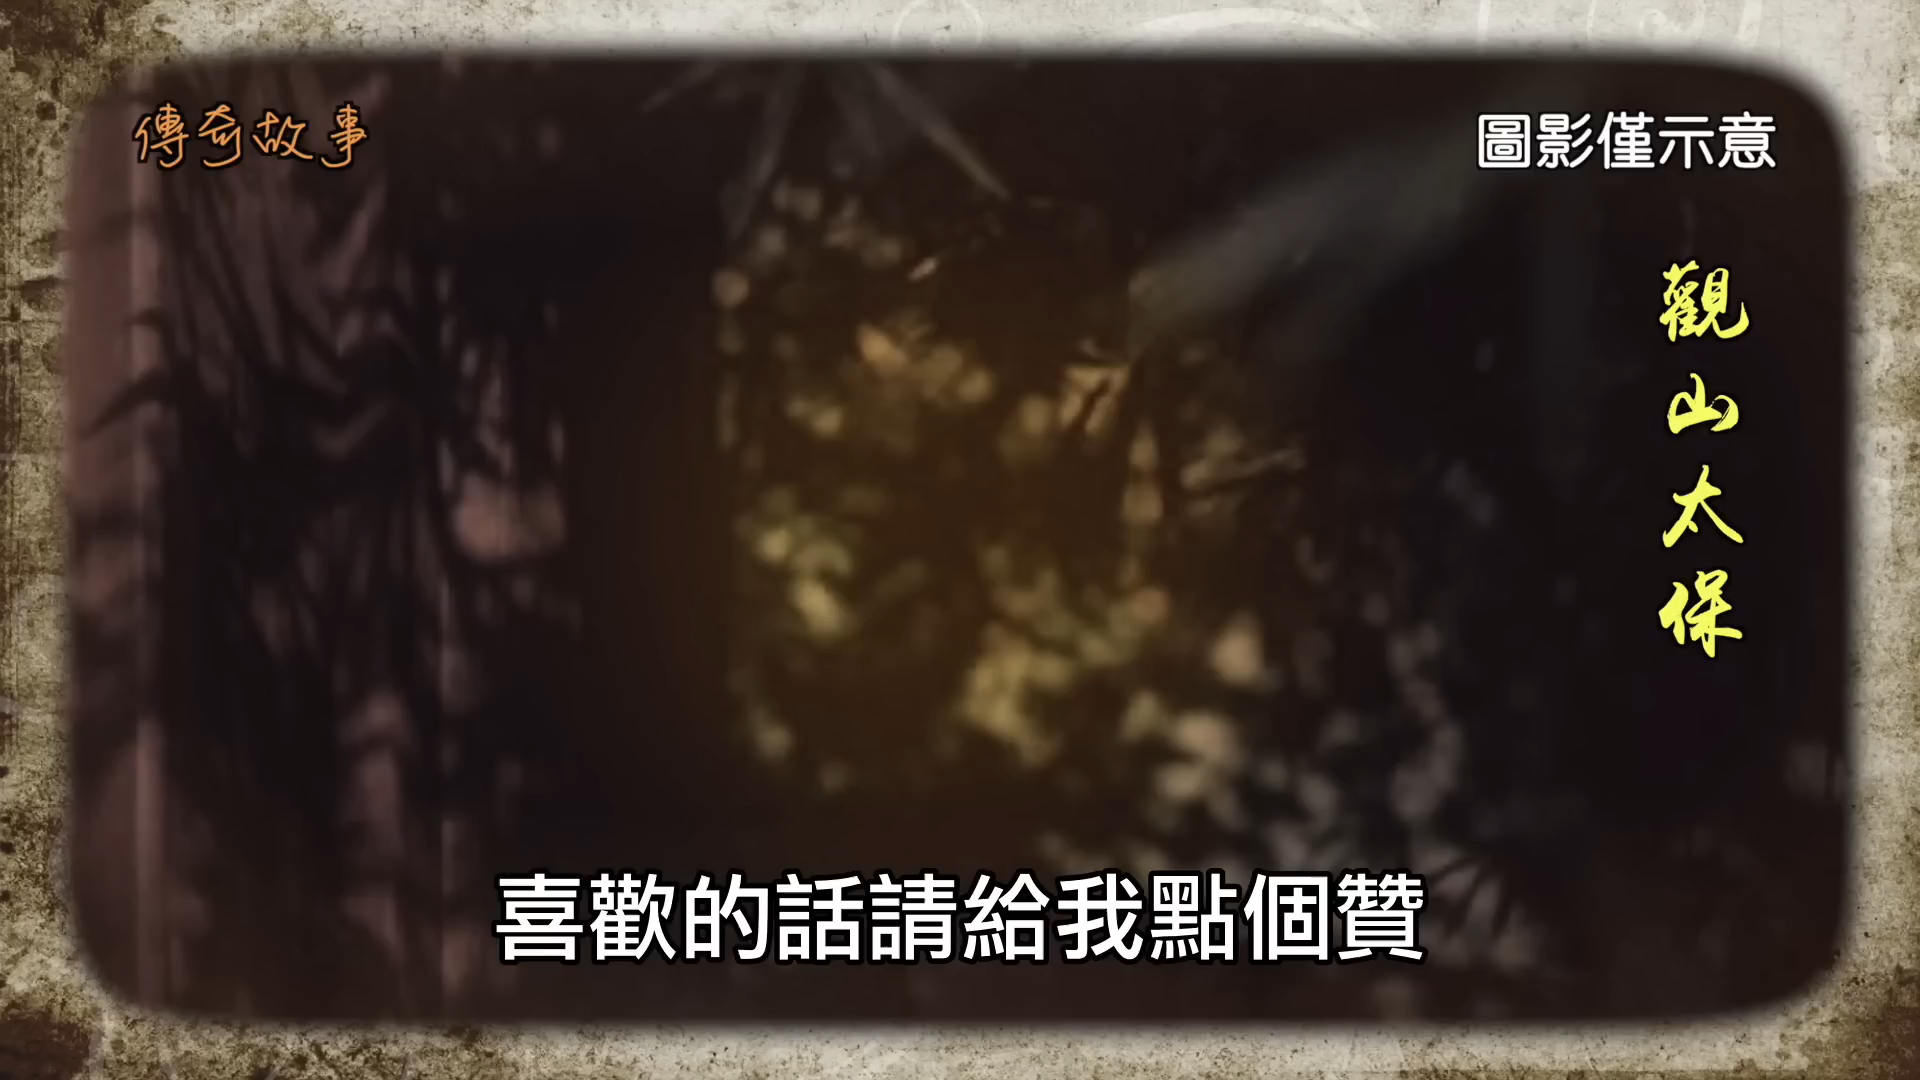 傳奇故事
圖影僅示意
觀山太保
喜歡的話請給我點個贊